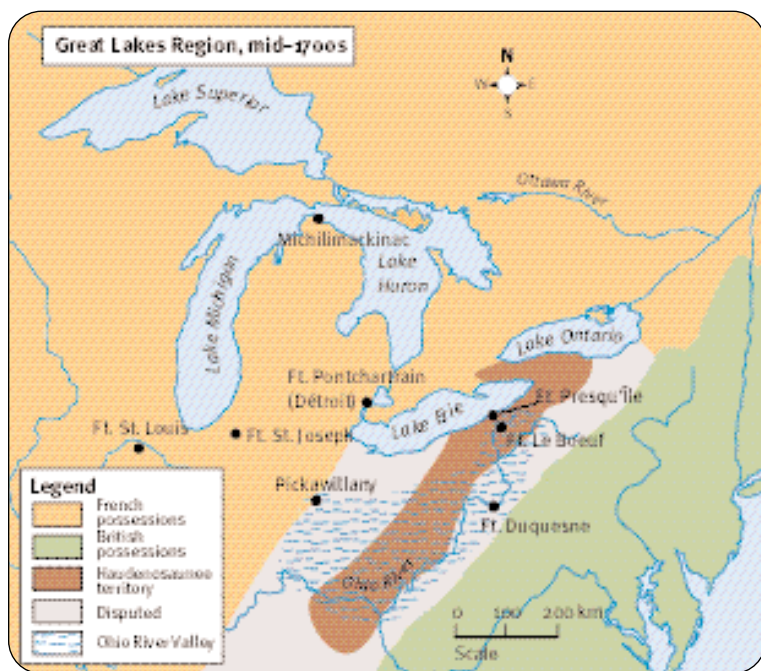 Great Lakes Region, mid-1700s
N
W
E
S
Lake Superior
Ottawa River
Michilimackinac
Lake
Huron
Lake Michigan
Lake Ontario
Ft. Pontchartrain
(Détroit)
Ft. Presqu'Île
Lake Erie
Ft. St. Louis
Ft. St. Joseph
Ft. Le Boeuf
Pickawillany
Ft. Duquesne
Ohio River
Legend
French
possessions
British
possessions
Haudenosaunee
territory
Disputed
Ohio River Valley
0 100 200 km
Scale